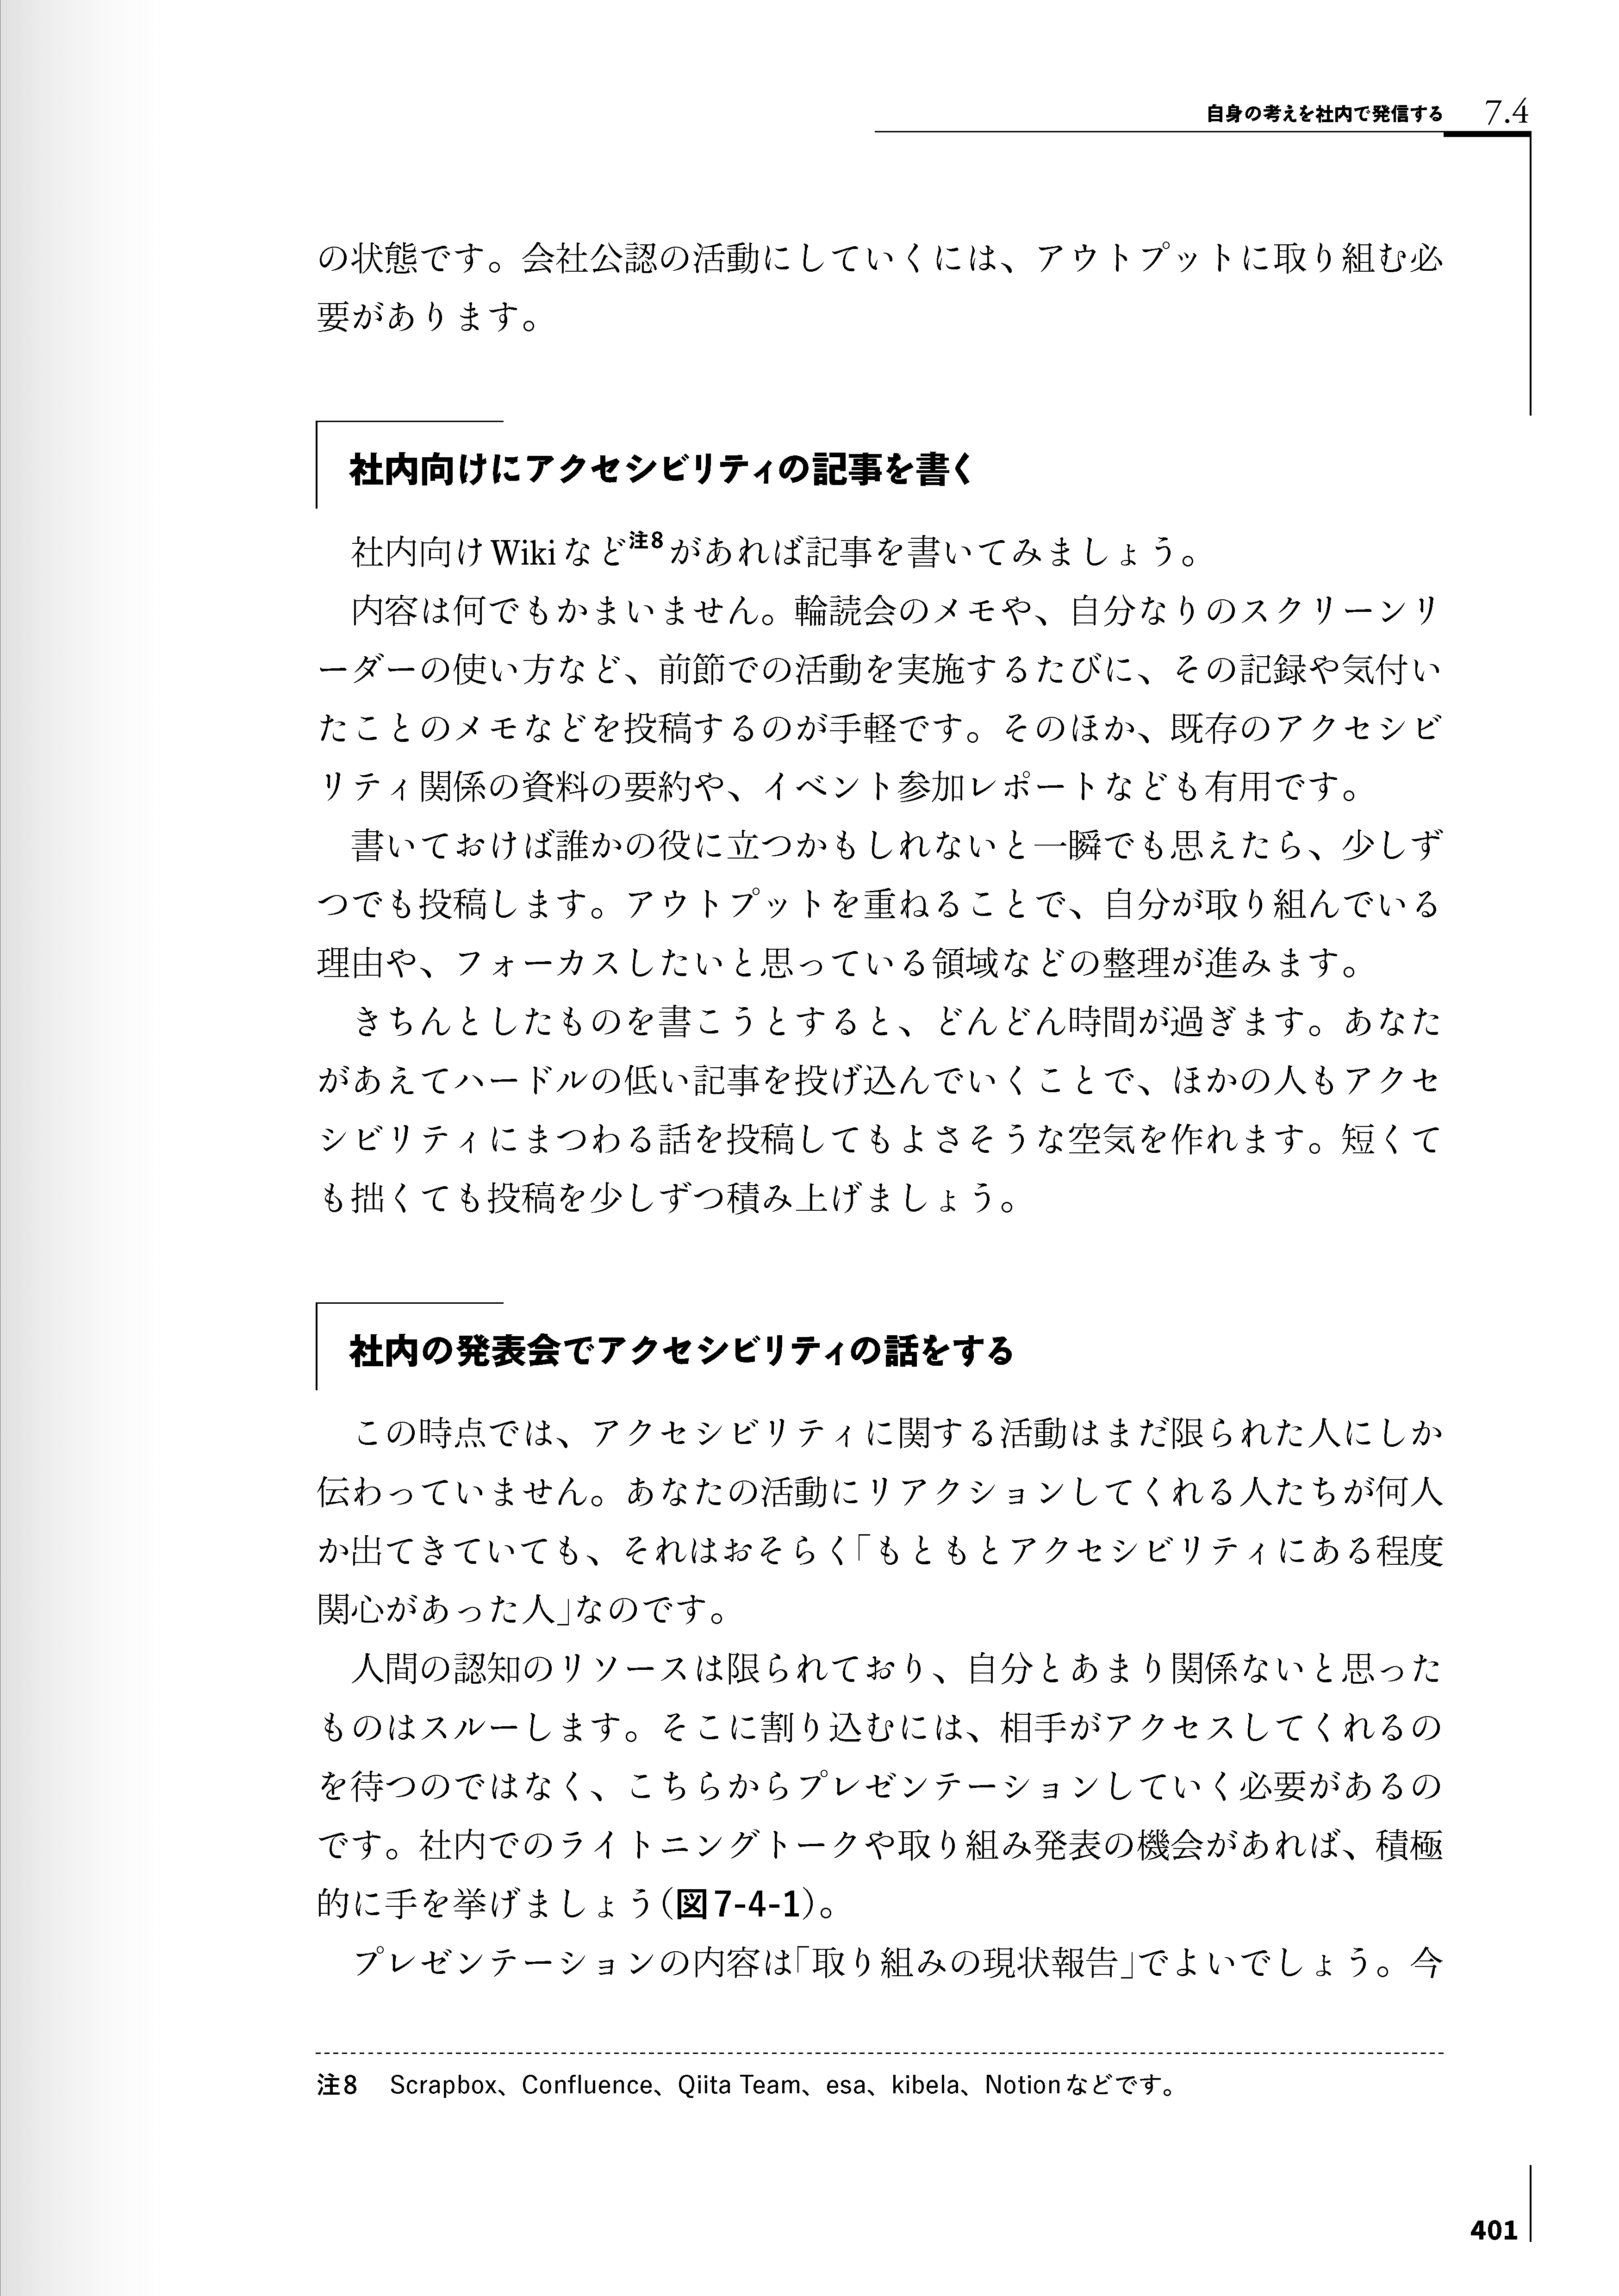 自身の考えを社内で発信する 7.4
の状態です。会社公認の活動にしていくには、アウトプットに取り組む必
要があります。
社内向けにアクセシビリティの記事を書く
社内向けWikiなど注8があれば記事を書いてみましょう。
内容は何でもかまいません。輪読会のメモや、自分なりのスクリーンリ
ーダーの使い方など、前節での活動を実施するたびに、その記録や気付い
たことのメモなどを投稿するのが手軽です。そのほか、既存のアクセシビ
リティ関係の資料の要約や、イベント参加レポートなども有用です。
書いておけば誰かの役に立つかもしれないと一瞬でも思えたら、少しず
つでも投稿します。アウトプットを重ねることで、自分が取り組んでいる
理由や、フォーカスしたいと思っている領域などの整理が進みます。
きちんとしたものを書こうとすると、どんどん時間が過ぎます。あなた
があえてハードルの低い記事を投げ込んでいくことで、ほかの人もアクセ
シビリティにまつわる話を投稿してもよさそうな空気を作れます。短くて
も拙くても投稿を少しずつ積み上げましょう。
社内の発表会でアクセシビリティの話をする
この時点では、アクセシビリティに関する活動はまだ限られた人にしか
伝わっていません。あなたの活動にリアクションしてくれる人たちが何人
か出てきていても、それはおそらく「もともとアクセシビリティにある程度
関心があった人」なのです。
人間の認知のリソースは限られており、自分とあまり関係ないと思った
ものはスルーします。そこに割り込むには、相手がアクセスしてくれるの
を待つのではなく、こちらからプレゼンテーションしていく必要があるの
です。社内でのライトニングトークや取り組み発表の機会があれば、積極
的に手を挙げましょう(図7-4-1)。
プレゼンテーションの内容は「取り組みの現状報告」でよいでしょう。今
注8 Scrapbox、Confluence、Qiita Team、esa、kibela、Notionなどです。
401